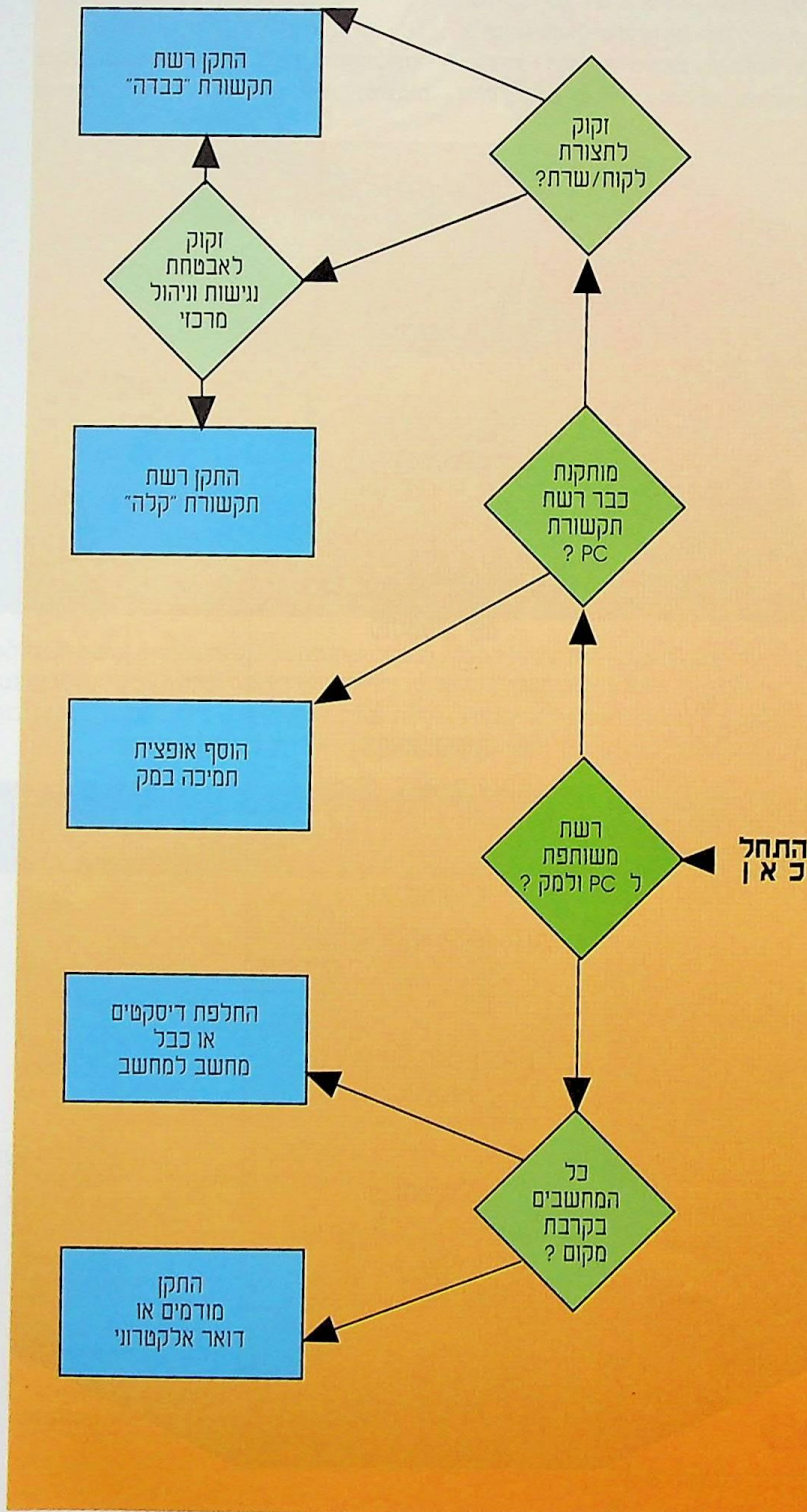 זקוק
לתצורת
לקוח/שרת?
התקן רשת
תקשורת "כבדה"
זקוק
לאבטחת
נגישות וניהול
מרכזי
מותקנת
כבר רשת
תקשורת
PC ?
התקן רשת
תקשורת "קלה"
הוסף אופצית
תמיכה במק
התחל
כאן
רשת
משותפת
ל PC ולמק ?
כל
המחשבים
בקרבת
מקום ?
החלפת דיסקטים
או כבל
מחשב למחשב
התקן
מודמים או
דואר אלקטרוני